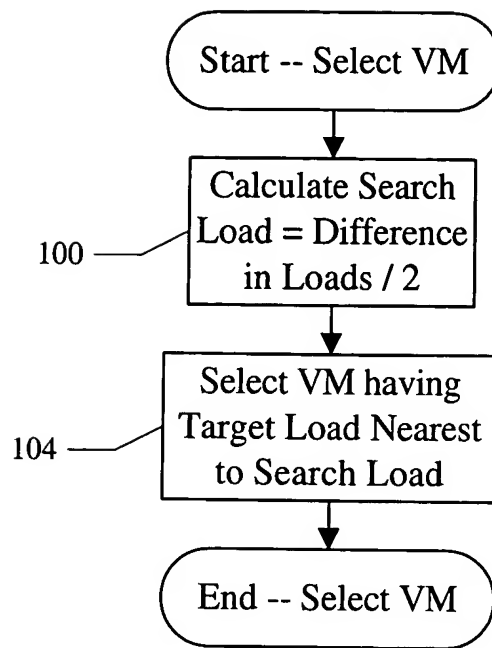 Start -- Select VM
Calculate Search
Load = Difference
in Loads / 2
100
Select VM having
Target Load Nearest
to Search Load
104
End -- Select VM